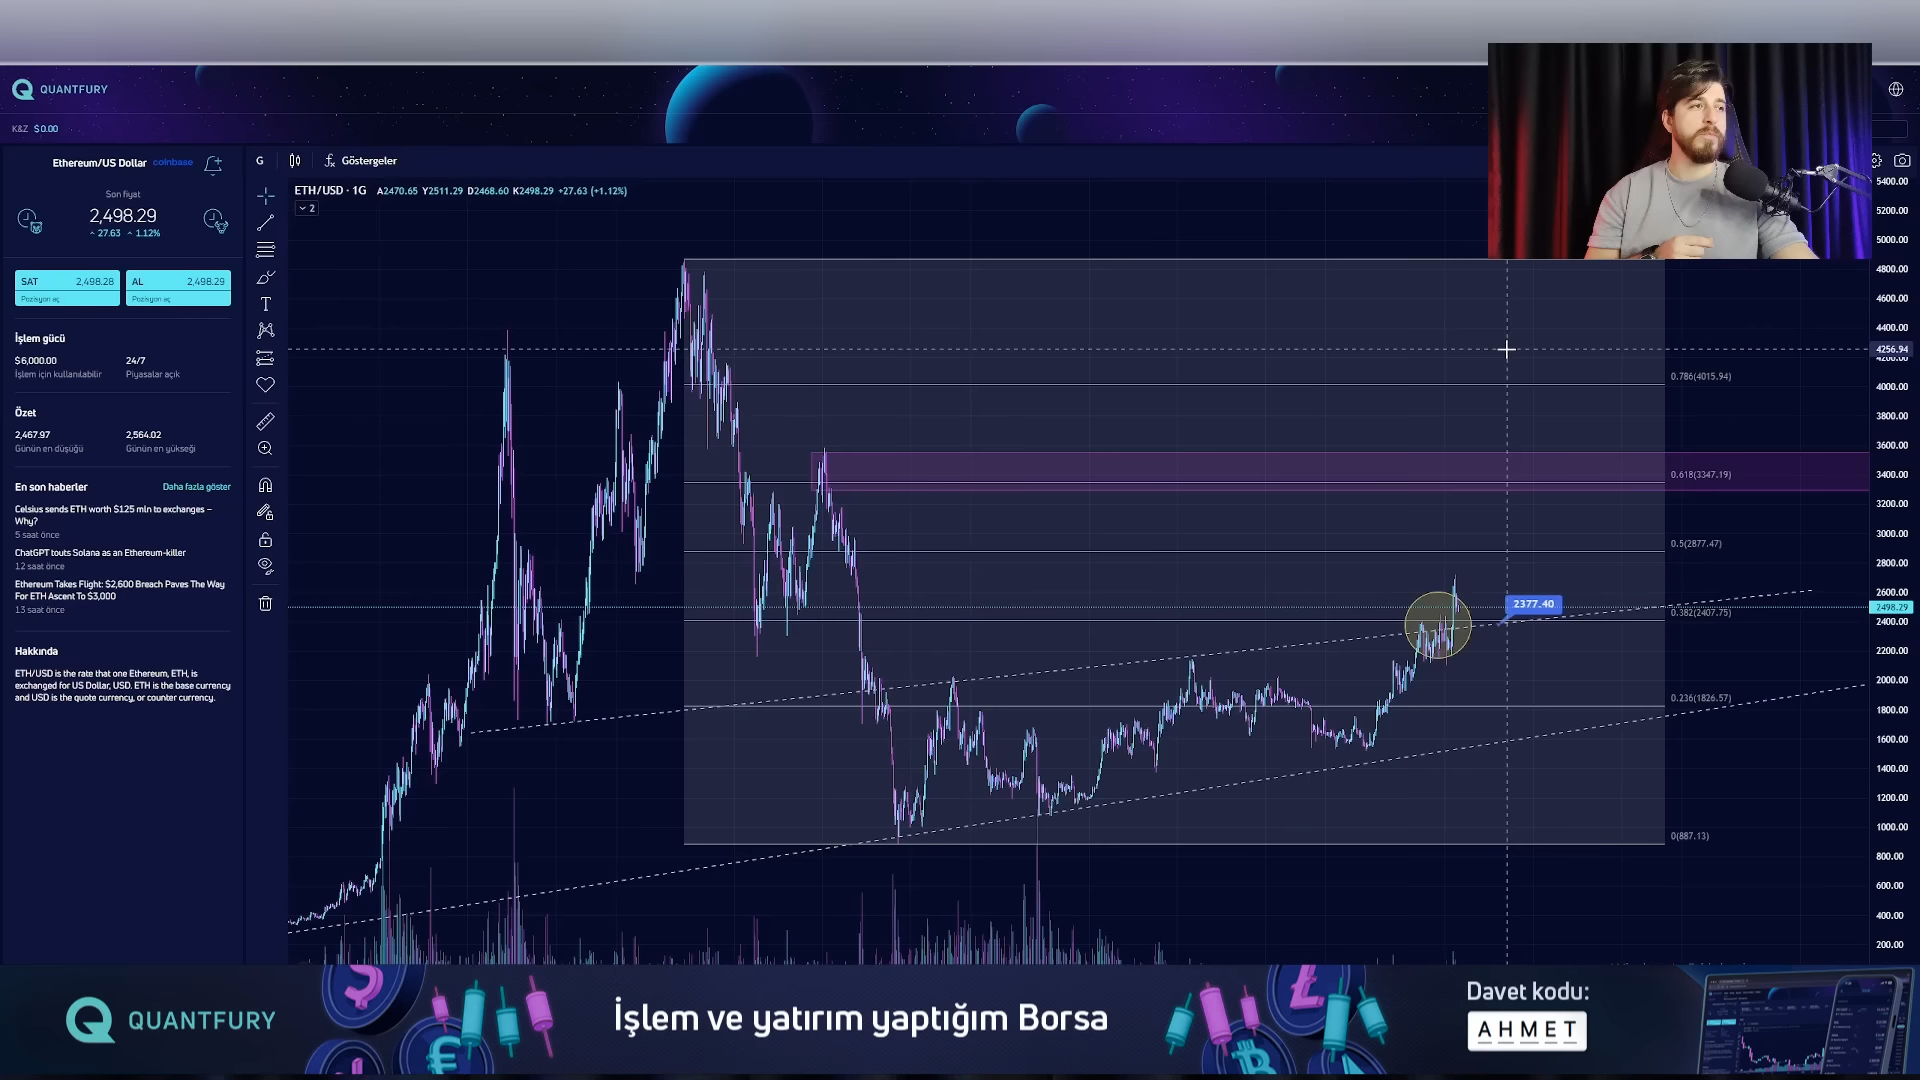 QUANTFURY
K&Z $0.00
Ethereum/US Dollar coinbase
Son fiyat
2,498.29
27.63 1.12%
SAT 2,498.28
Pozisyon aç
AL 2,498.29
Pozisyon aç
İşlem gücü
$6,000.00
İşlem için kullanılabilir
24/7
Piyasalar açık
Özet
2,467.97
Günün en düşüğü
2,564.02
Günün en yükseği
En son haberler Daha fazla göster
Celsius sends ETH worth $125 mln to exchanges –
Why?
5 saat önce
ChatGPT touts Solana as an Ethereum-killer
12 saat önce
Ethereum Takes Flight: $2,600 Breach Paves The Way
For ETH Ascent To $3,000
13 saat önce
Hakkında
ETH/USD is the rate that one Ethereum, ETH, is
exchanged for US Dollar, USD. ETH is the base currency
and USD is the quote currency, or counter currency.
G Göstergeler
ETH/USD · 1G A2470.65 Y2511.29 D2468.60 K2498.29 +27.63 (+1.12%)
2
0.786(4015.94)
0.618(3347.19)
0.5(2877.47)
2377.40
0.382(2407.75)
0.236(1826.57)
0(887.13)
5400.00
5200.00
5000.00
4800.00
4600.00
4400.00
4256.94
4000.00
3800.00
3600.00
3400.00
3200.00
3000.00
2800.00
2600.00
2498.29
2400.00
2200.00
2000.00
1800.00
1600.00
1400.00
1200.00
1000.00
800.00
600.00
400.00
200.00
QUANTFURY
İşlem ve yatırım yaptığım Borsa
Davet kodu:
AHMET